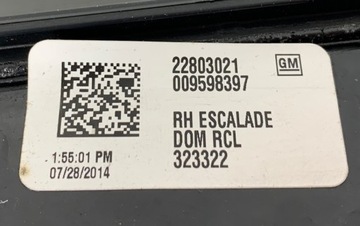 22803021
GM
009598397
RH ESCALADE
DOM RCL
323322
1:55:01 PM
07/28/2014